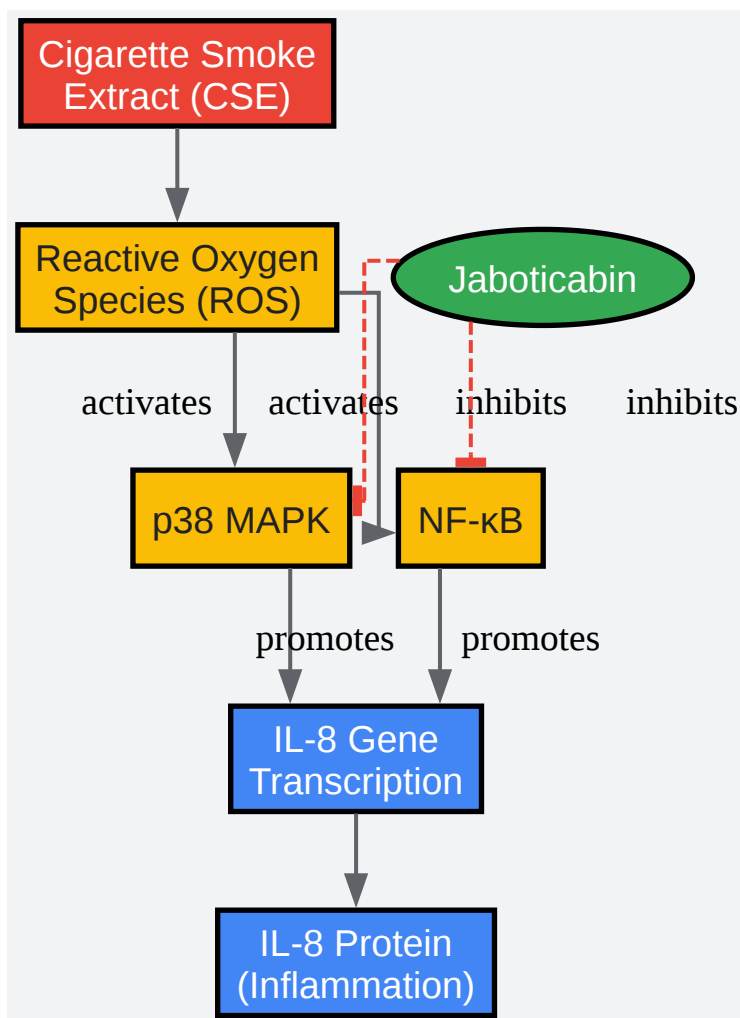 Cigarette Smoke
Extract (CSE)
Reactive Oxygen
Species (ROS)
Jaboticabin
activates
activates
inhibits
inhibits
p38 MAPK
NF-κB
promotes
promotes
IL-8 Gene
Transcription
IL-8 Protein
(Inflammation)